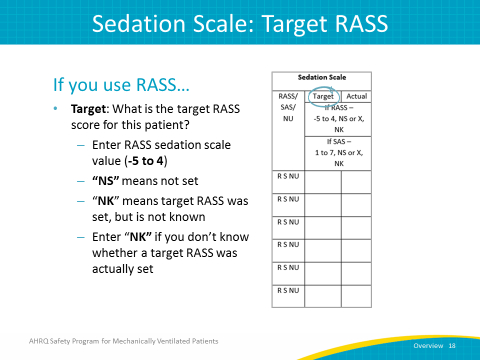 Sedation Scale: Target RASS
If you use RASS…
• Target: What is the target RASS
score for this patient?
– Enter RASS sedation scale
value (-5 to 4)
– “NS” means not set
– “NK” means target RASS was
set, but is not known
– Enter “NK” if you don’t know
whether a target RASS was
actually set
Sedation Scale
RASS/
SAS/
NU
Target
Actual
If RASS –
-5 to 4, NS or X,
NK
If SAS –
1 to 7, NS or X,
NK
R S NU
R S NU
R S NU
R S NU
R S NU
R S NU
AHRQ Safety Program for Mechanically Ventilated Patients
Overview 18